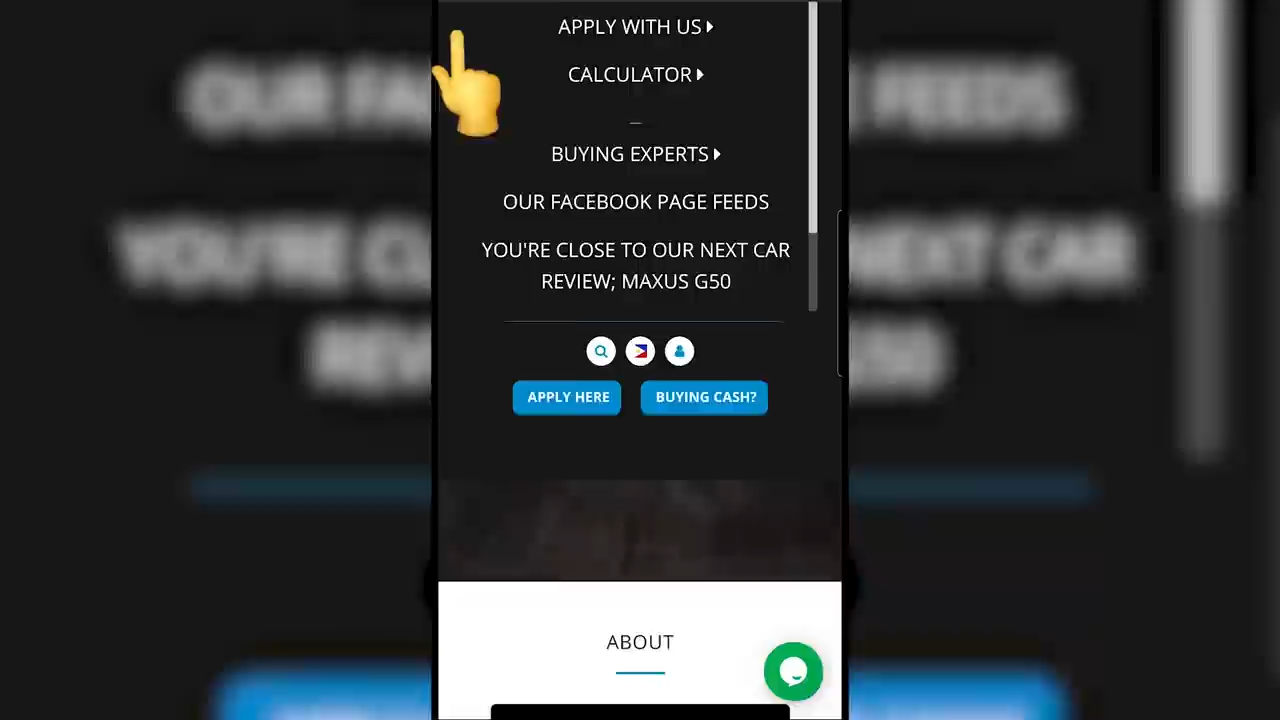 APPLY WITH US
CALCULATOR
_
BUYING EXPERTS
OUR FACEBOOK PAGE FEEDS
YOU'RE CLOSE TO OUR NEXT CAR
REVIEW; MAXUS G50
APPLY HERE
BUYING CASH?
ABOUT